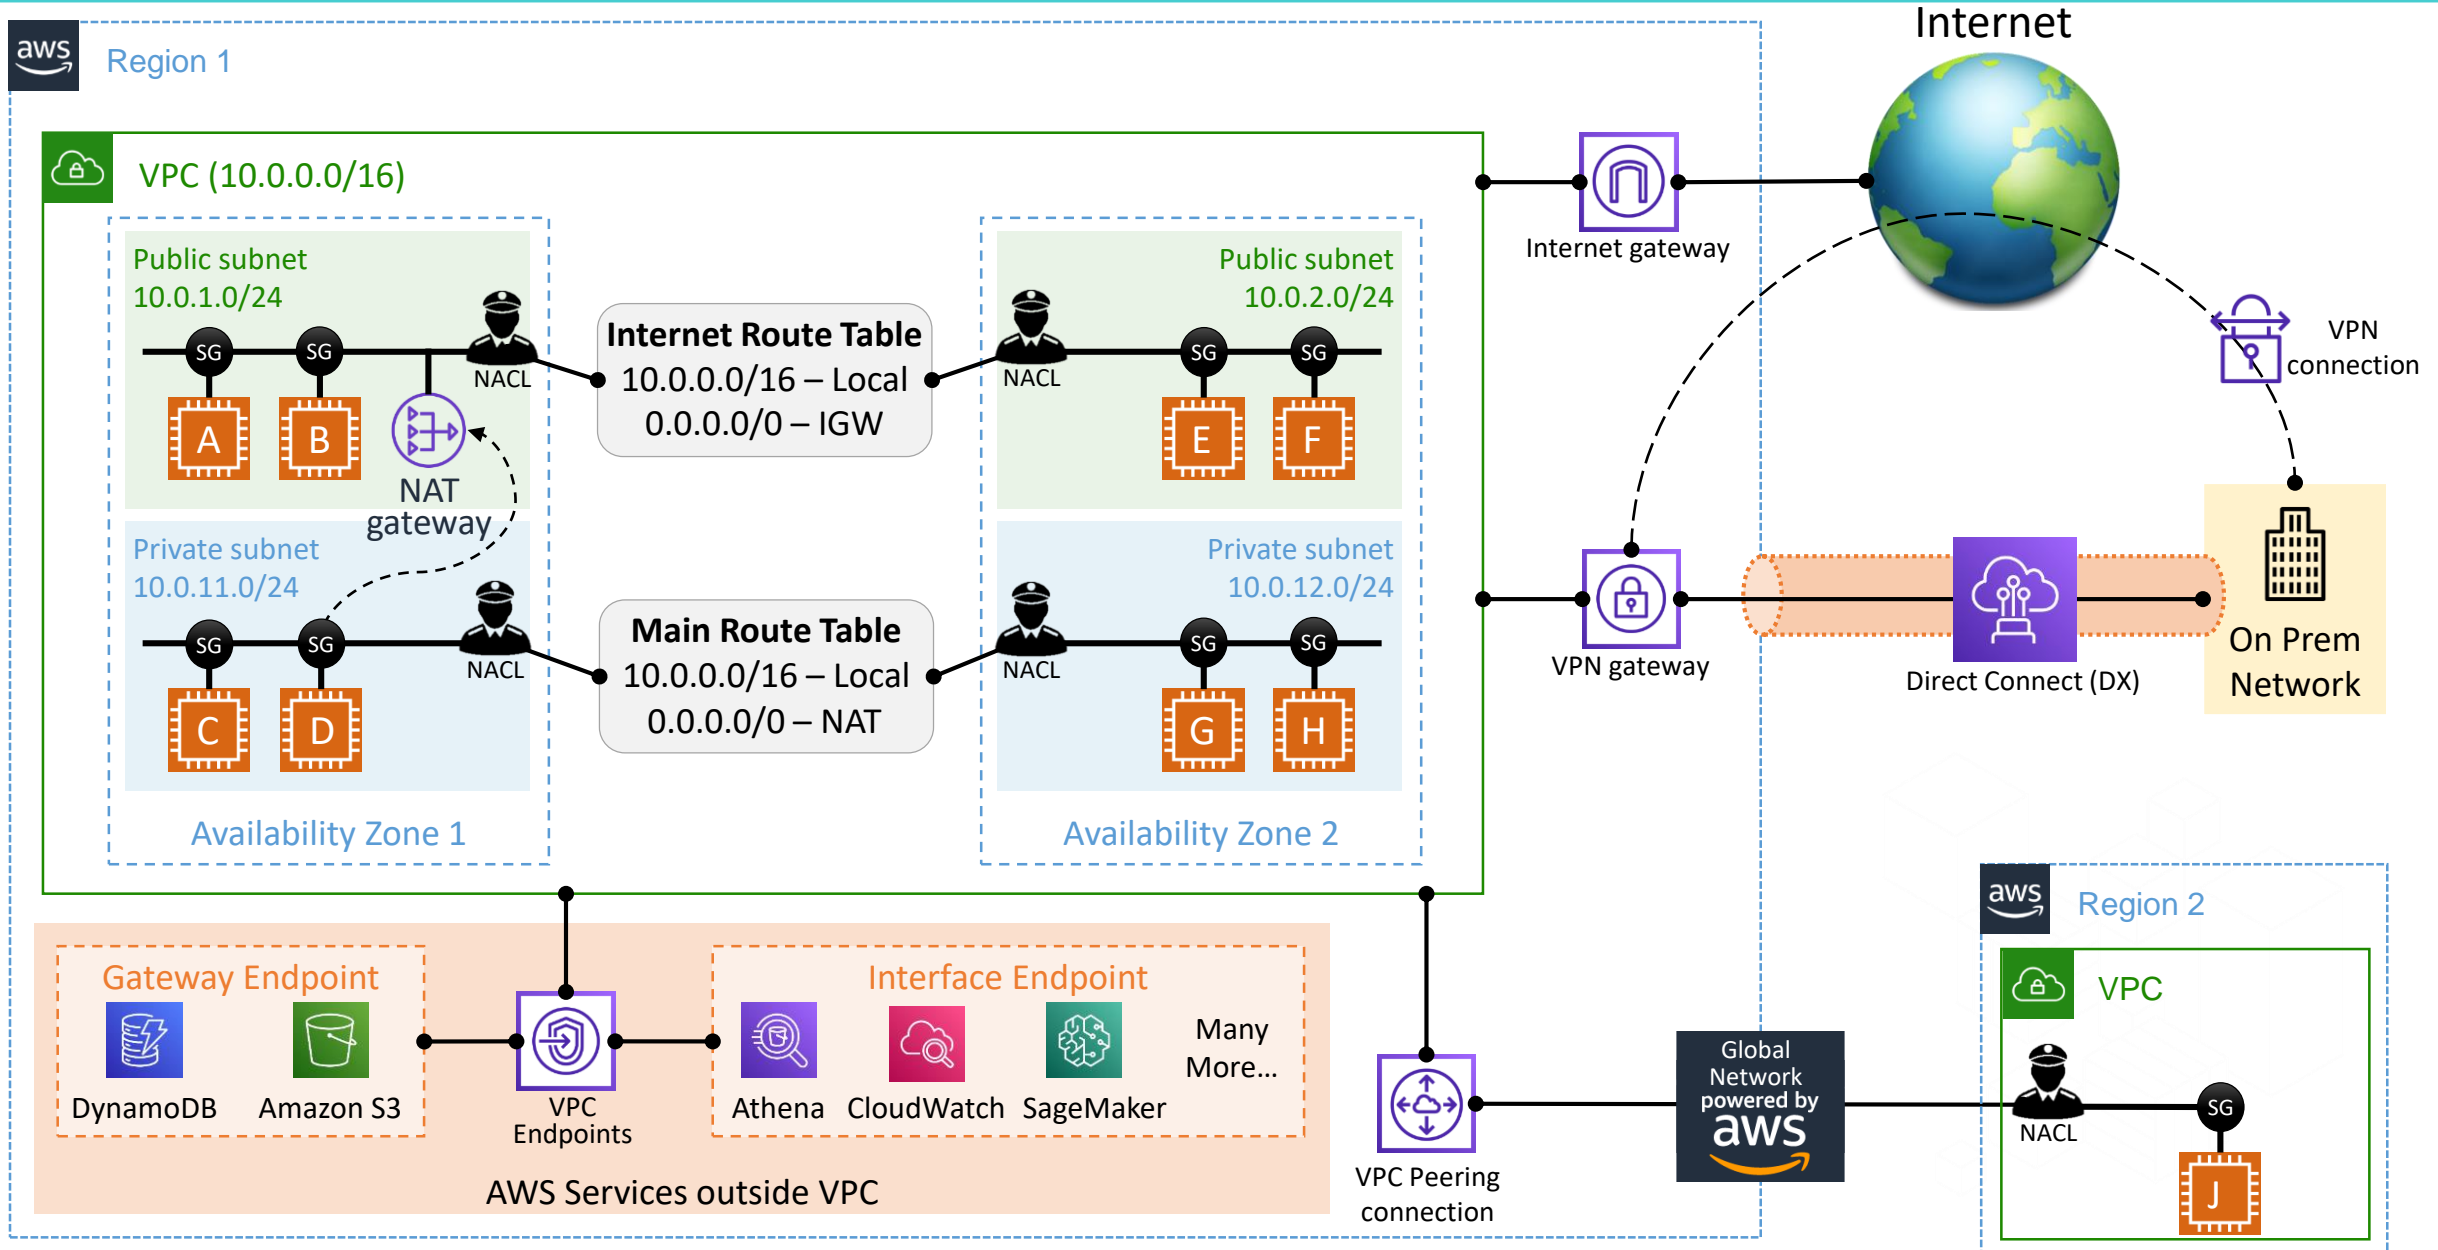 Internet
aws
Region 1
VPC (10.0.0.0/16)
Internet gateway
Public subnet
10.0.1.0/24
SG
SG
NACL
A
B
NAT
gateway
Internet Route Table
10.0.0.0/16 – Local
0.0.0.0/0 – IGW
Public subnet
10.0.2.0/24
NACL
SG
SG
E
F
VPN
connection
Private subnet
10.0.11.0/24
SG
SG
NACL
C
D
Main Route Table
10.0.0.0/16 – Local
0.0.0.0/0 – NAT
Private subnet
10.0.12.0/24
NACL
SG
SG
G
H
VPN gateway
Direct Connect (DX)
On Prem
Network
Availability Zone 1
Availability Zone 2
Gateway Endpoint
DynamoDB
Amazon S3
VPC
Endpoints
Interface Endpoint
Athena
CloudWatch
SageMaker
Many
More...
AWS Services outside VPC
VPC Peering
connection
Global
Network
powered by
aws
aws
Region 2
VPC
NACL
SG
J